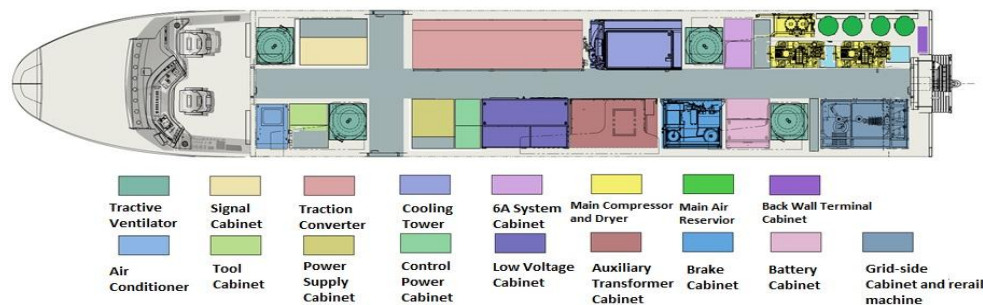 Tractive
Ventilator
Signal
Cabinet
Traction
Converter
Cooling
Tower
6A System
Cabinet
Main Compressor
and Dryer
Main Air
Reservior
Back Wall Terminal
Cabinet
Air
Conditioner
Tool
Cabinet
Power
Supply
Cabinet
Control
Power
Cabinet
Low Voltage
Cabinet
Auxiliary
Transformer
Cabinet
Brake
Cabinet
Battery
Cabinet
Grid-side
Cabinet and rerail
machine